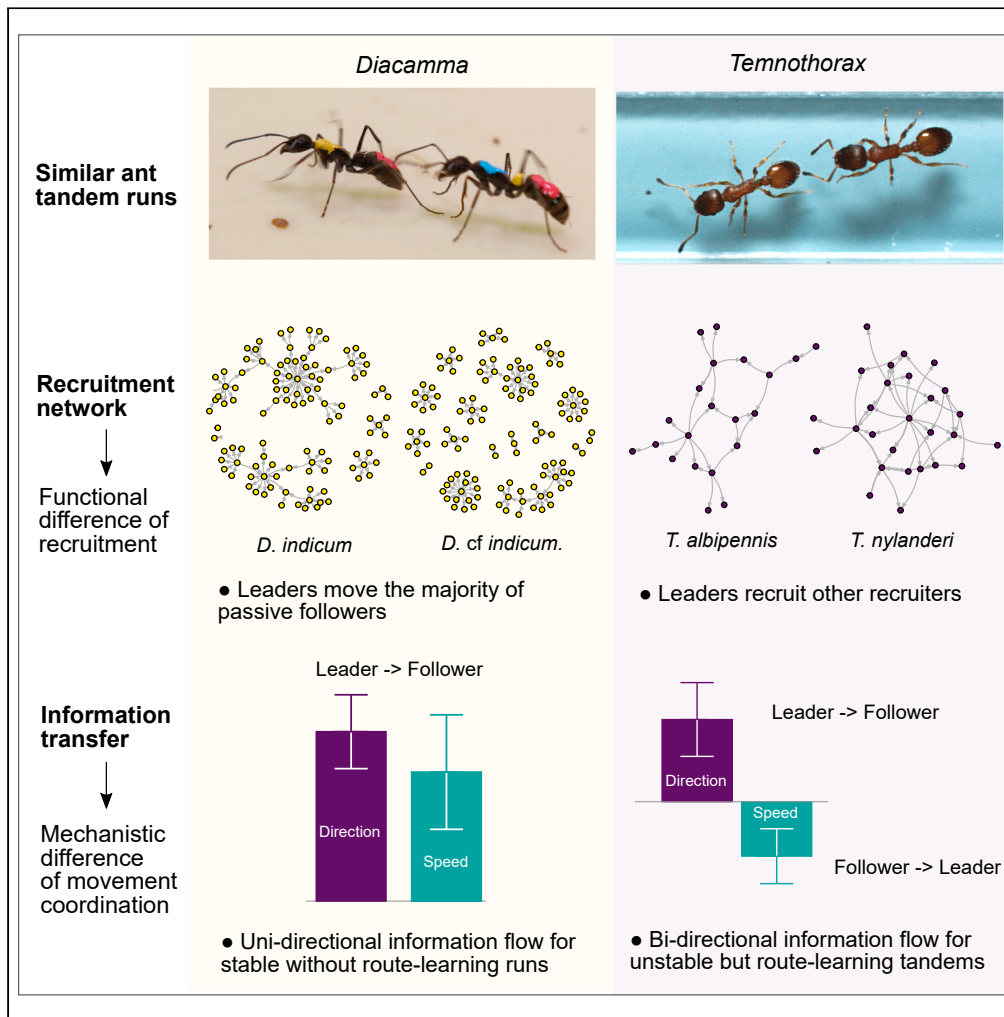 Diacamma
Temnothorax
Similar ant
tandem runs
Recruitment
network
Functional
difference of
recruitment
D. indicum
D. cf indicum.
T. albipennis
T. nylanderi
● Leaders move the majority of
passive followers
● Leaders recruit other recruiters
Information
transfer
Mechanistic
difference
of movement
coordination
Leader -> Follower
Direction
Speed
Leader -> Follower
Direction
Speed
Follower -> Leader
● Uni-directional information flow for
stable without route-learning runs
● Bi-directional information flow for
unstable but route-learning tandems